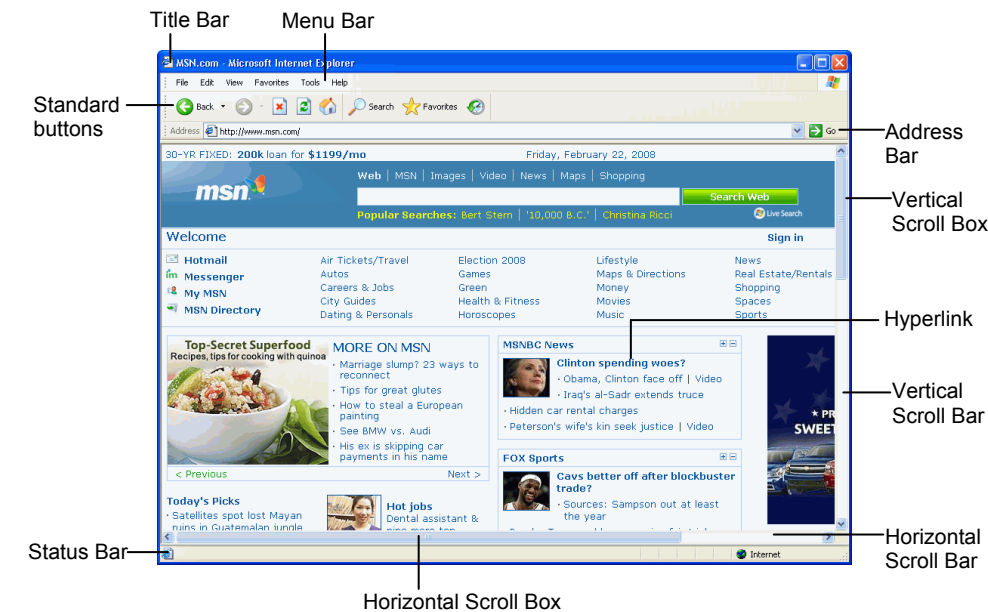 Title Bar
Menu Bar
MSN.com - Microsoft Internet Explorer
File Edit View Favorites Tools Help
Standard
buttons
Back
Search
Favorites
Address
http://www.msn.com/
Go
Address
Bar
30-YR FIXED: 200k loan for $1199/mo
Friday, February 22, 2008
Web | MSN | Images | Video | News | Maps | Shopping
msn
Search Web
Popular Searches: Bert Stern | '10,000 B.C.' | Christina Ricci
Live Search
Vertical
Scroll Box
Welcome
Sign in
Hotmail
Messenger
My MSN
MSN Directory
Air Tickets/Travel
Autos
Careers & Jobs
City Guides
Dating & Personals
Election 2008
Games
Green
Health & Fitness
Horoscopes
Lifestyle
Maps & Directions
Money
Movies
Music
News
Real Estate/Rentals
Shopping
Spaces
Sports
Hyperlink
Top-Secret Superfood
Recipes, tips for cooking with quinoa
< Previous
Next >
MORE ON MSN
· Marriage slump? 23 ways to
reconnect
· Tips for great glutes
· How to steal a European
painting
· See BMW vs. Audi
· His ex is skipping car
payments in his name
MSNBC News
Clinton spending woes?
· Obama, Clinton face off | Video
· Iraq's al-Sadr extends truce
· Hidden car rental charges
· Peterson's wife's kin seek justice | Video
Vertical
Scroll Bar
SWEET
FOX Sports
Cavs better off after blockbuster
trade?
· Sources: Sampson out at least
the year
Today's Picks
· Satellites spot lost Mayan
ruins in Guatemalan jungle
Hot jobs
Dental assistant &
Status Bar
Internet
Horizontal
Scroll Bar
Horizontal Scroll Box